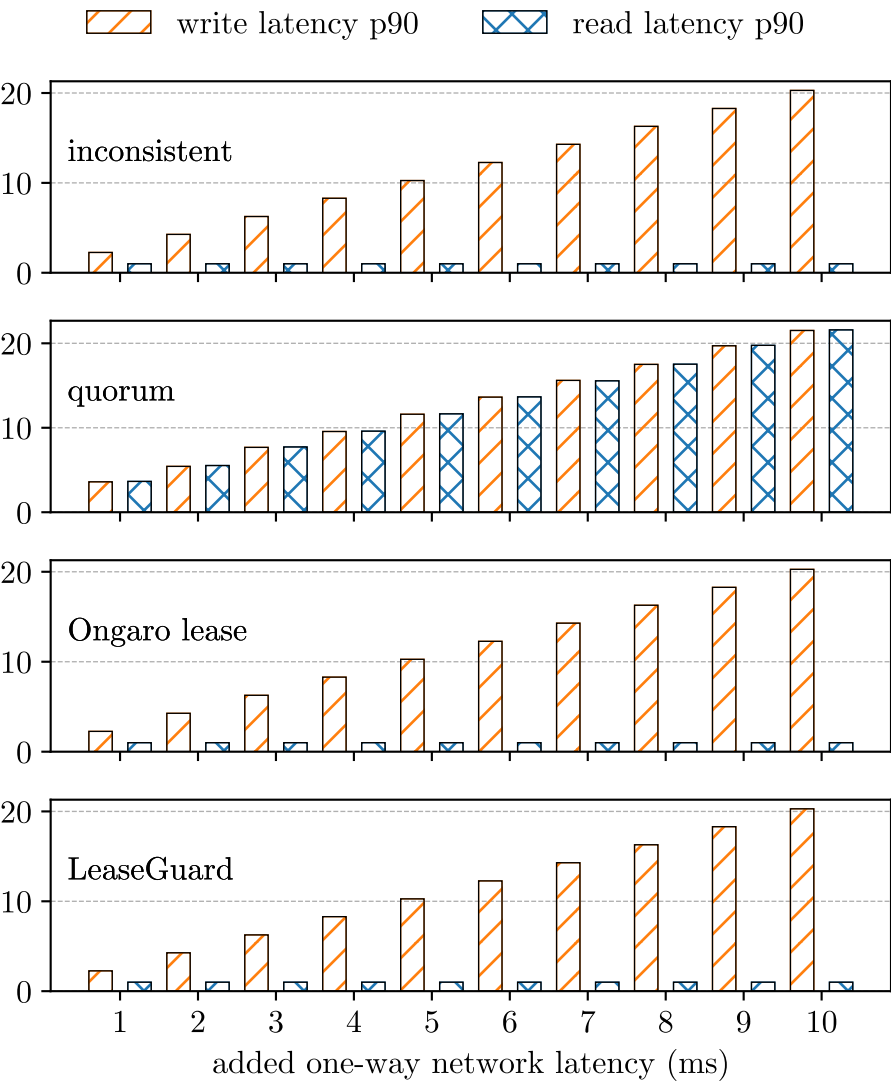 write latency p90 read latency p90
20
inconsistent
10
0
20
quorum
10
0
20
Ongaro lease
10
0
20
LeaseGuard
10
0
1 2 3 4 5 6 7 8 9 10
added one-way network latency (ms)